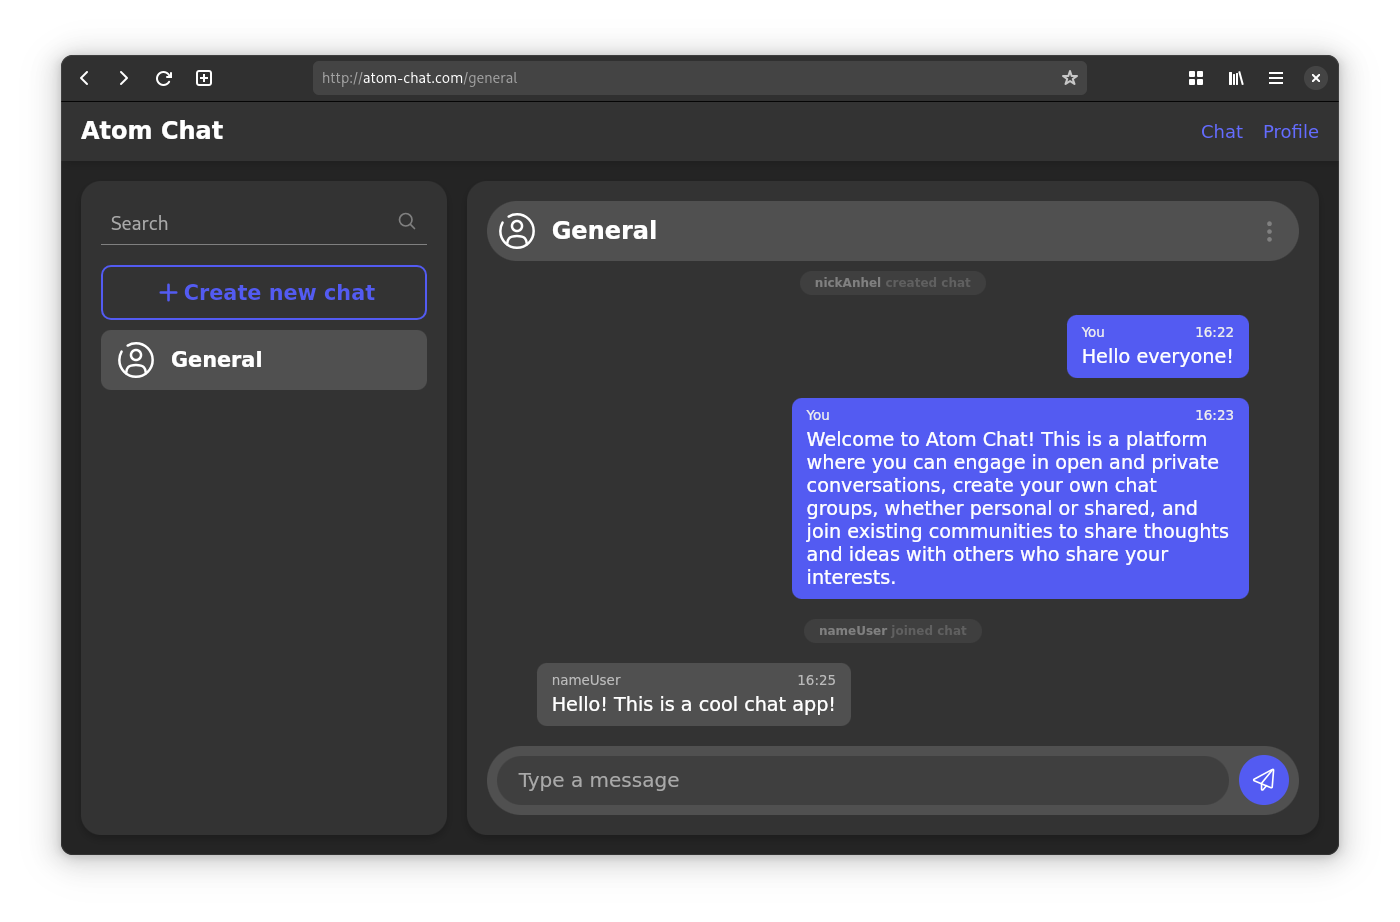 http://atom-chat.com/general
Atom Chat
Chat
Profile
Search
Create new chat
General
General
nickAnhel created chat
You 16:22
Hello everyone!
You 16:23
Welcome to Atom Chat! This is a platform
where you can engage in open and private
conversations, create your own chat
groups, whether personal or shared, and
join existing communities to share thoughts
and ideas with others who share your
interests.
nameUser joined chat
nameUser 16:25
Hello! This is a cool chat app!
Type a message